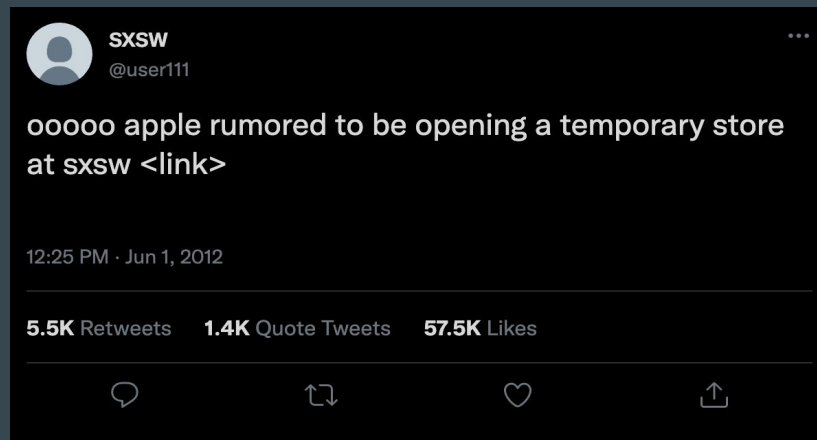 SXSW
@user111
ooooo apple rumored to be opening a temporary store
at sxsw <link>
12:25 PM · Jun 1, 2012
5.5K Retweets 1.4K Quote Tweets 57.5K Likes